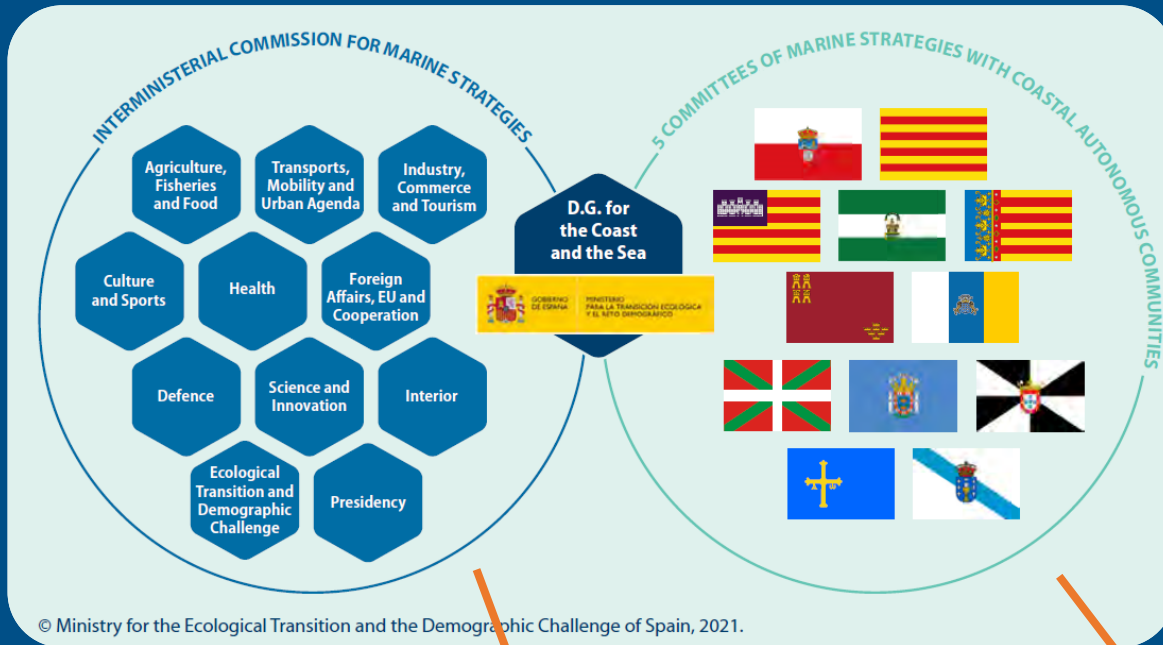 INTERMINISTERIAL COMMISSION FOR MARINE STRATEGIES
5 COMMITTEES OF MARINE STRATEGIES WITH COASTAL AUTONOMOUS COMMUNITIES
Agriculture,
Fisheries
and Food
Transports,
Mobility and
Urban Agenda
Industry,
Commerce
and Tourism
D.G. for
the Coast
and the Sea
Culture
and Sports
Health
Foreign
Affairs, EU and
Cooperation
GOBIERNO
DE ESPAÑA
MINISTERIO
PARA LA TRANSICIÓN ECOLÓGICA
Y EL RETO DEMOGRÁFICO
Defence
Science and
Innovation
Interior
Ecological
Transition and
Demographic
Challenge
Presidency
© Ministry for the Ecological Transition and the Demographic Challenge of Spain, 2021.